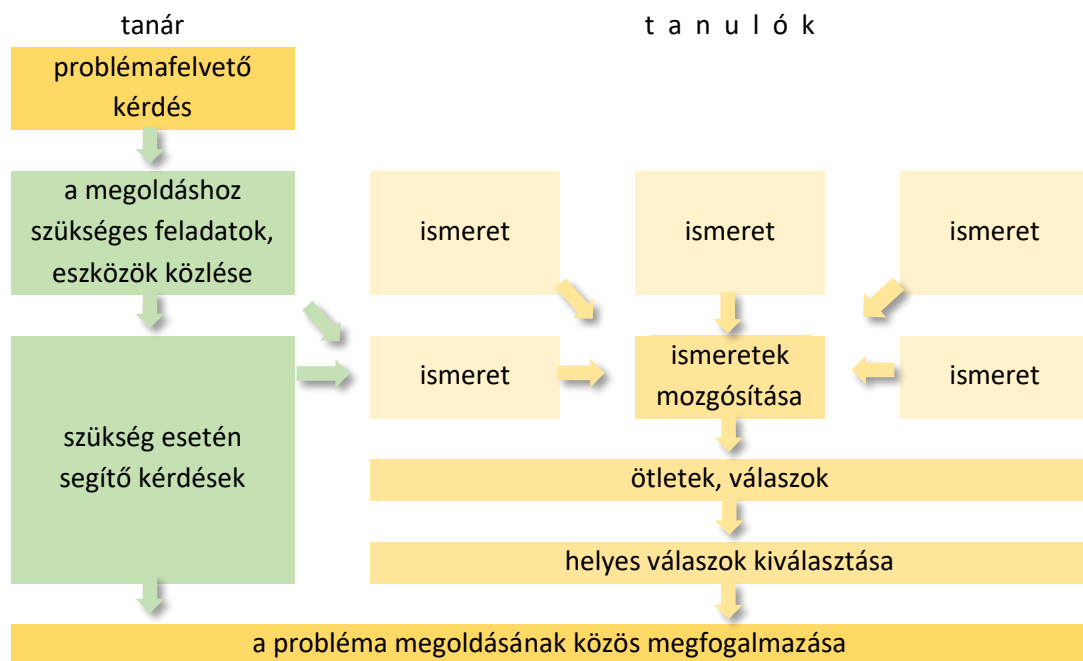 tanár
t a n u l ó k
problémafelvető
kérdés
a megoldáshoz
szükséges feladatok,
eszközök közlése
ismeret
ismeret
ismeret
szükség esetén
segítő kérdések
ismeret
ismeretek
mozgósítása
ismeret
ötletek, válaszok
helyes válaszok kiválasztása
a probléma megoldásának közös megfogalmazása